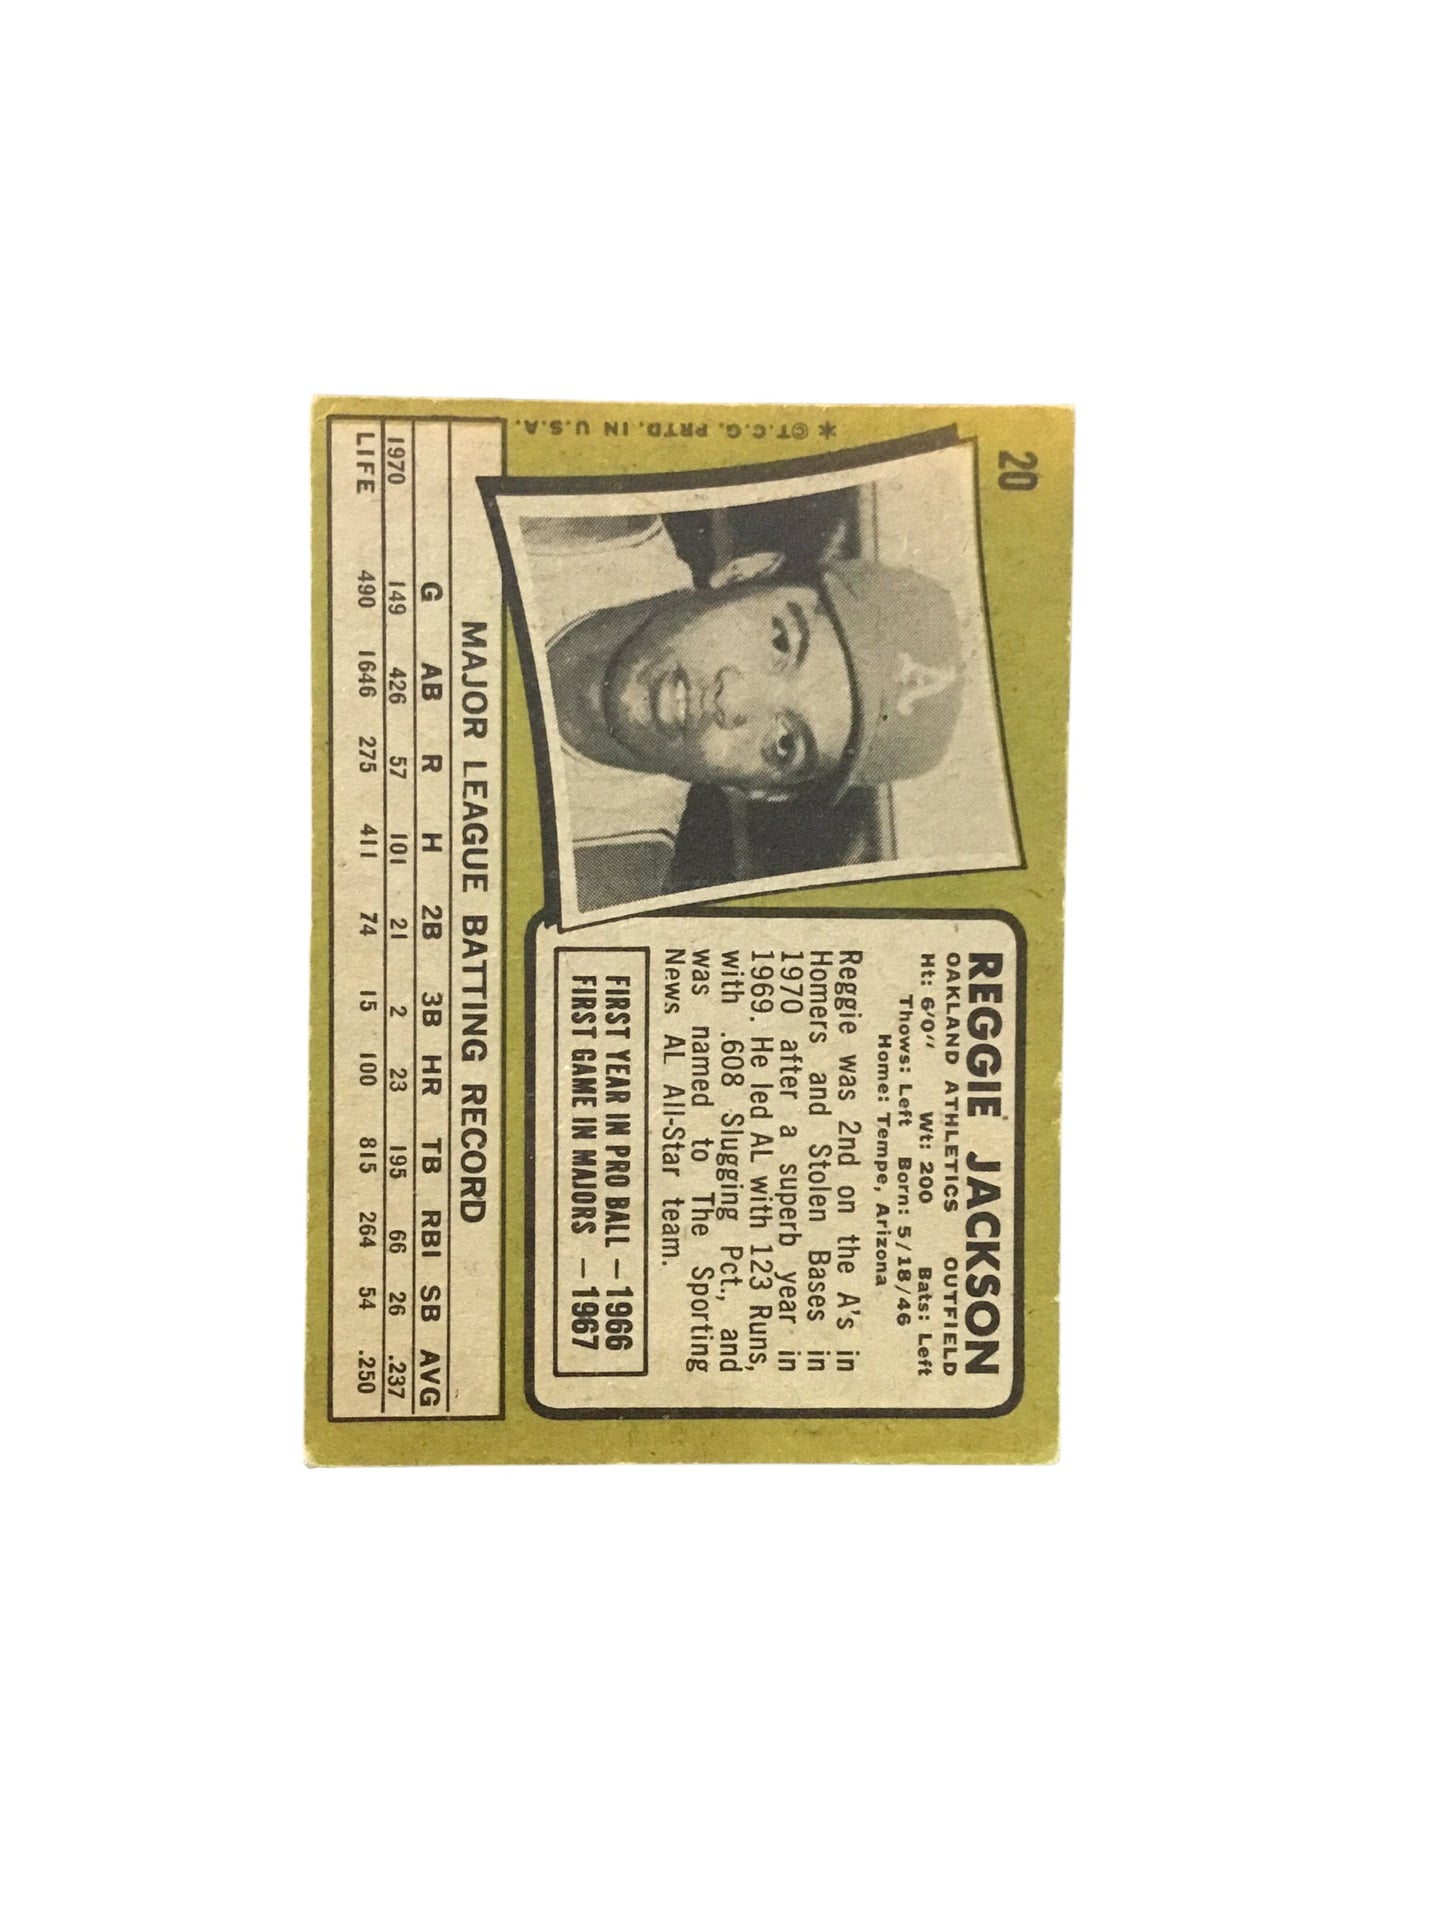 20
REGGIE JACKSON
OAKLAND ATHLETICS OUTFIELD
Ht: 6'0" Wt: 200 Bats: Left
Thows: Left Born: 5/18/46
Home: Tempe, Arizona
Reggie was 2nd on the A's in
Homers and Stolen Bases in
1970 after a superb year in
1969. He led AL with 123 Runs,
with .608 Slugging Pct., and
was named to The Sporting
News AL All-Star team.
FIRST YEAR IN PRO BALL — 1966
FIRST GAME IN MAJORS — 1967
A
* © T.C.G. PRTD. IN U.S.A.
MAJOR LEAGUE BATTING RECORD
G AB R H 2B 3B HR TB RBI SB AVG
1970 149 426 57 101 21 2 23 195 66 26 .237
LIFE 490 1646 275 411 74 15 100 815 264 54 .250